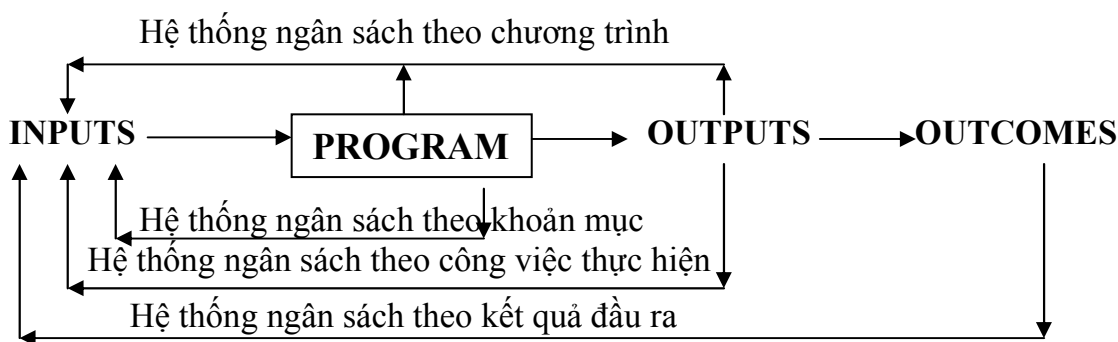 Hệ thống ngân sách theo chương trình
INPUTS PROGRAM OUTPUTS OUTCOMES
Hệ thống ngân sách theo khoản mục
Hệ thống ngân sách theo công việc thực hiện
Hệ thống ngân sách theo kết quả đầu ra